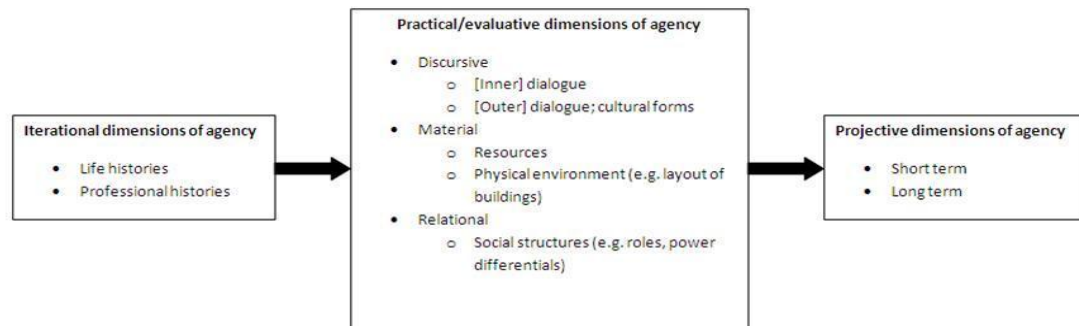 Iterational dimensions of agency
• Life histories
• Professional histories
Practical/evaluative dimensions of agency
• Discursive
o [Inner] dialogue
o [Outer] dialogue; cultural forms
• Material
o Resources
o Physical environment (e.g. layout of
buildings)
• Relational
o Social structures (e.g. roles, power
differentials)
Projective dimensions of agency
• Short term
• Long term